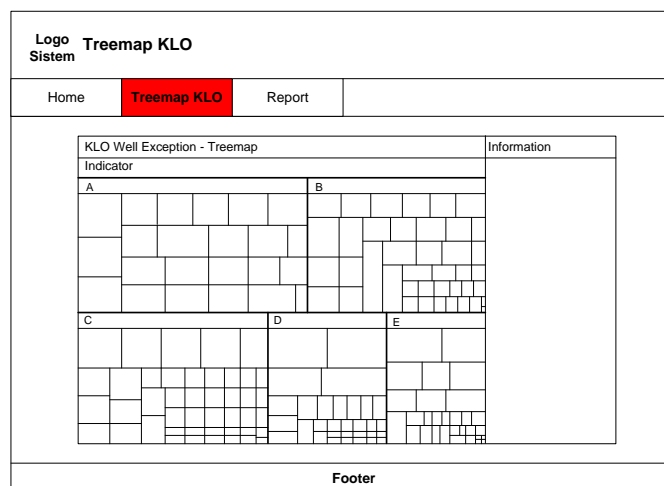 Logo
Sistem
Treemap KLO
Home
Treemap KLO
Report
KLO Well Exception - Treemap
Information
Indicator
A
B
C
D
E
Footer